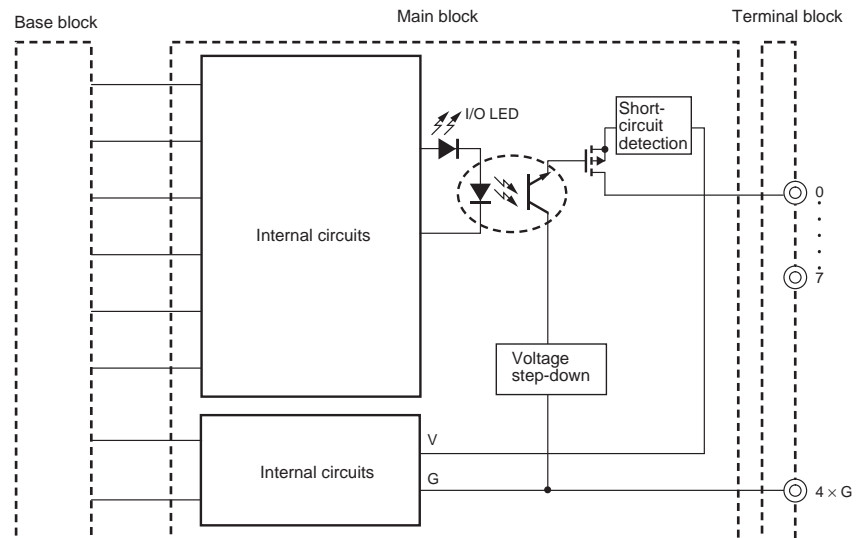 Base block
Main block
Terminal block
I/O LED
Short-
circuit
detection
0
Internal circuits
7
Voltage
step-down
V
Internal circuits
G
4 × G